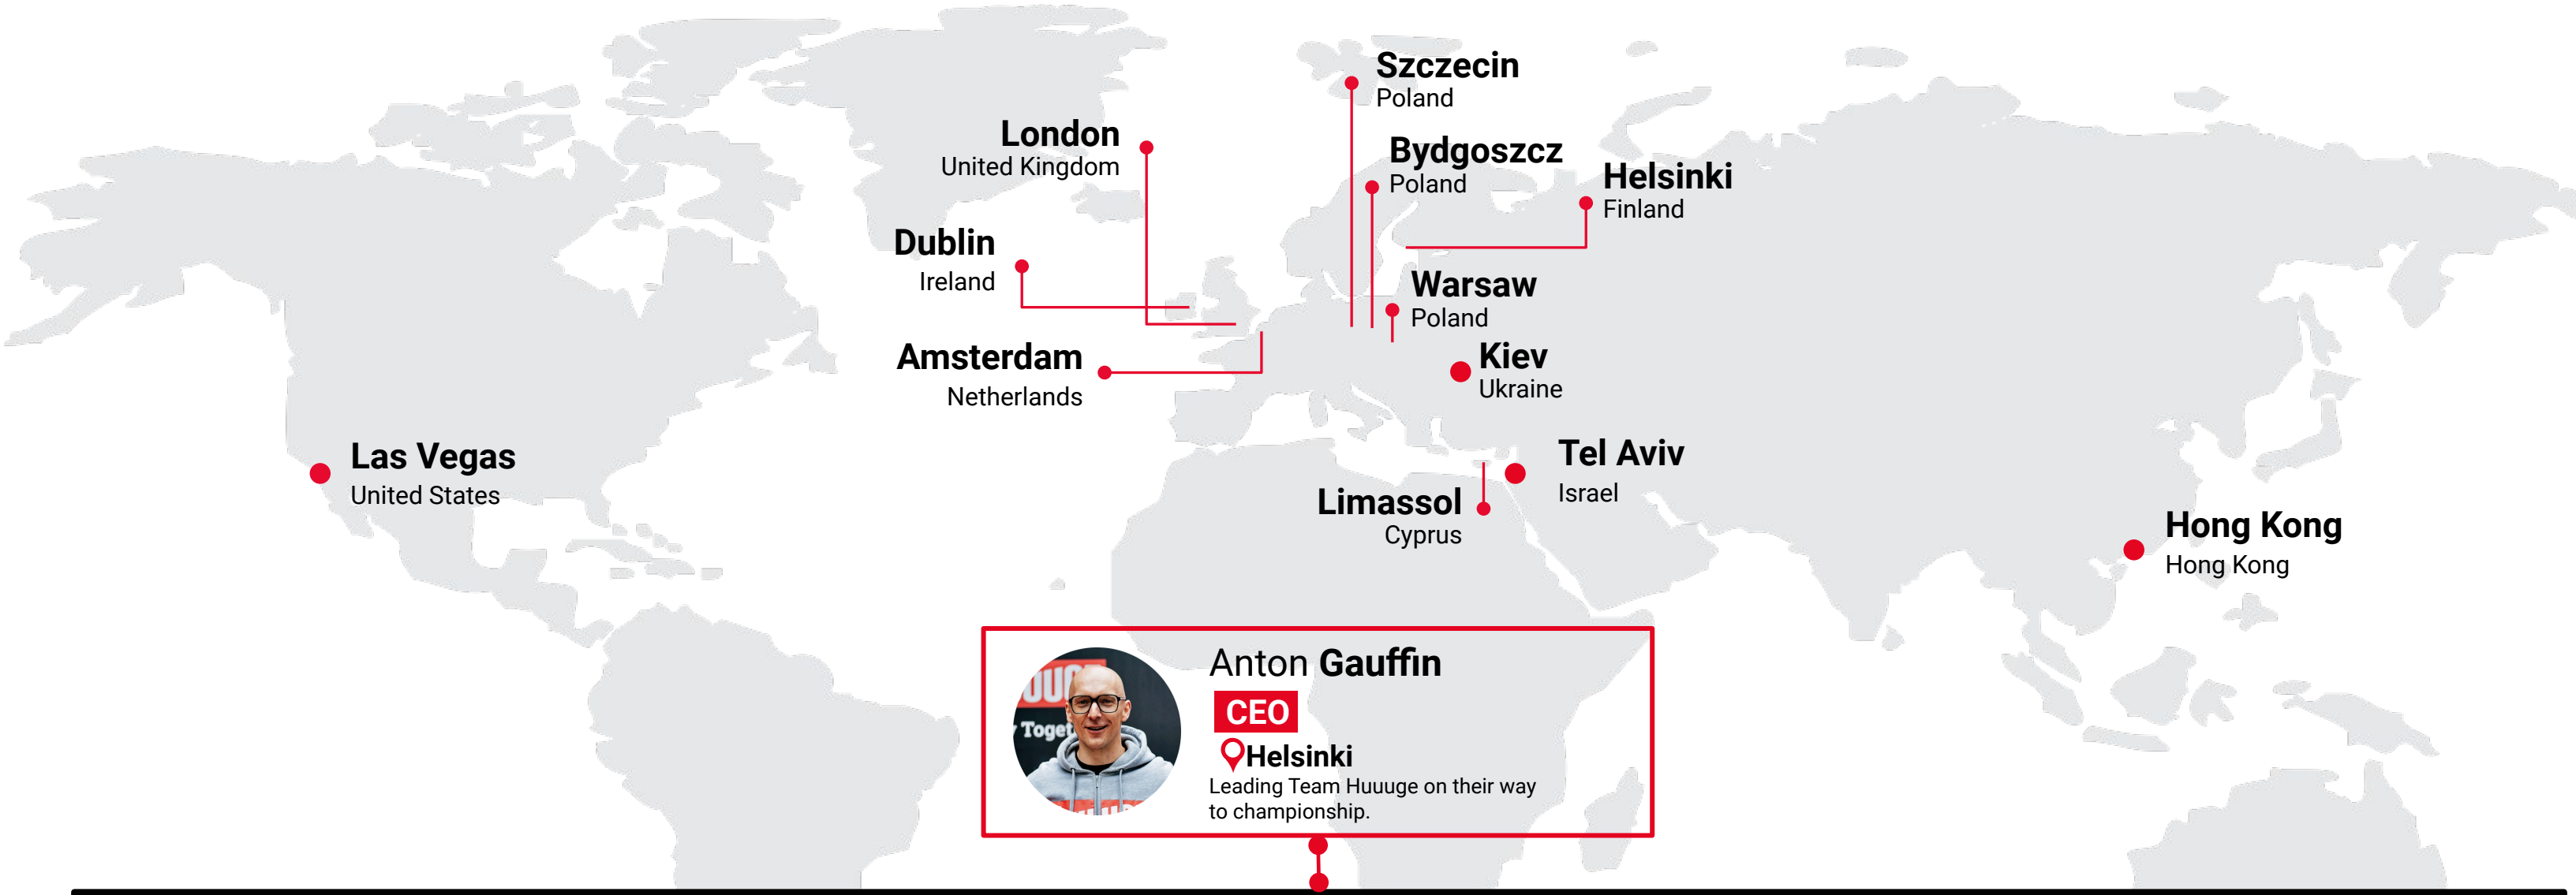 Szczecin
Poland
London
United Kingdom
Bydgoszcz
Poland
Helsinki
Finland
Dublin
Ireland
Warsaw
Poland
Amsterdam
Netherlands
Kiev
Ukraine
Las Vegas
United States
Tel Aviv
Israel
Limassol
Cyprus
Hong Kong
Hong Kong
Anton Gauffin
CEO
Helsinki
Leading Team Huuuge on their way
to championship.